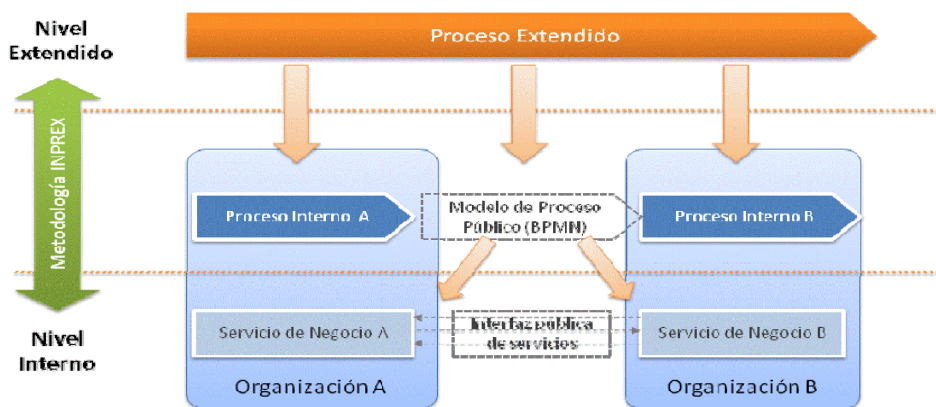 Nivel
Extendido
Proceso Extendido
Metodología INPREX
Proceso Interno A
Modelo de Proceso
Público (BPMN)
Proceso Interno B
Servicio de Negocio A
Interfaz publica
de servicios
Servicio de Negocio B
Nivel
Interno
Organización A
Organización B